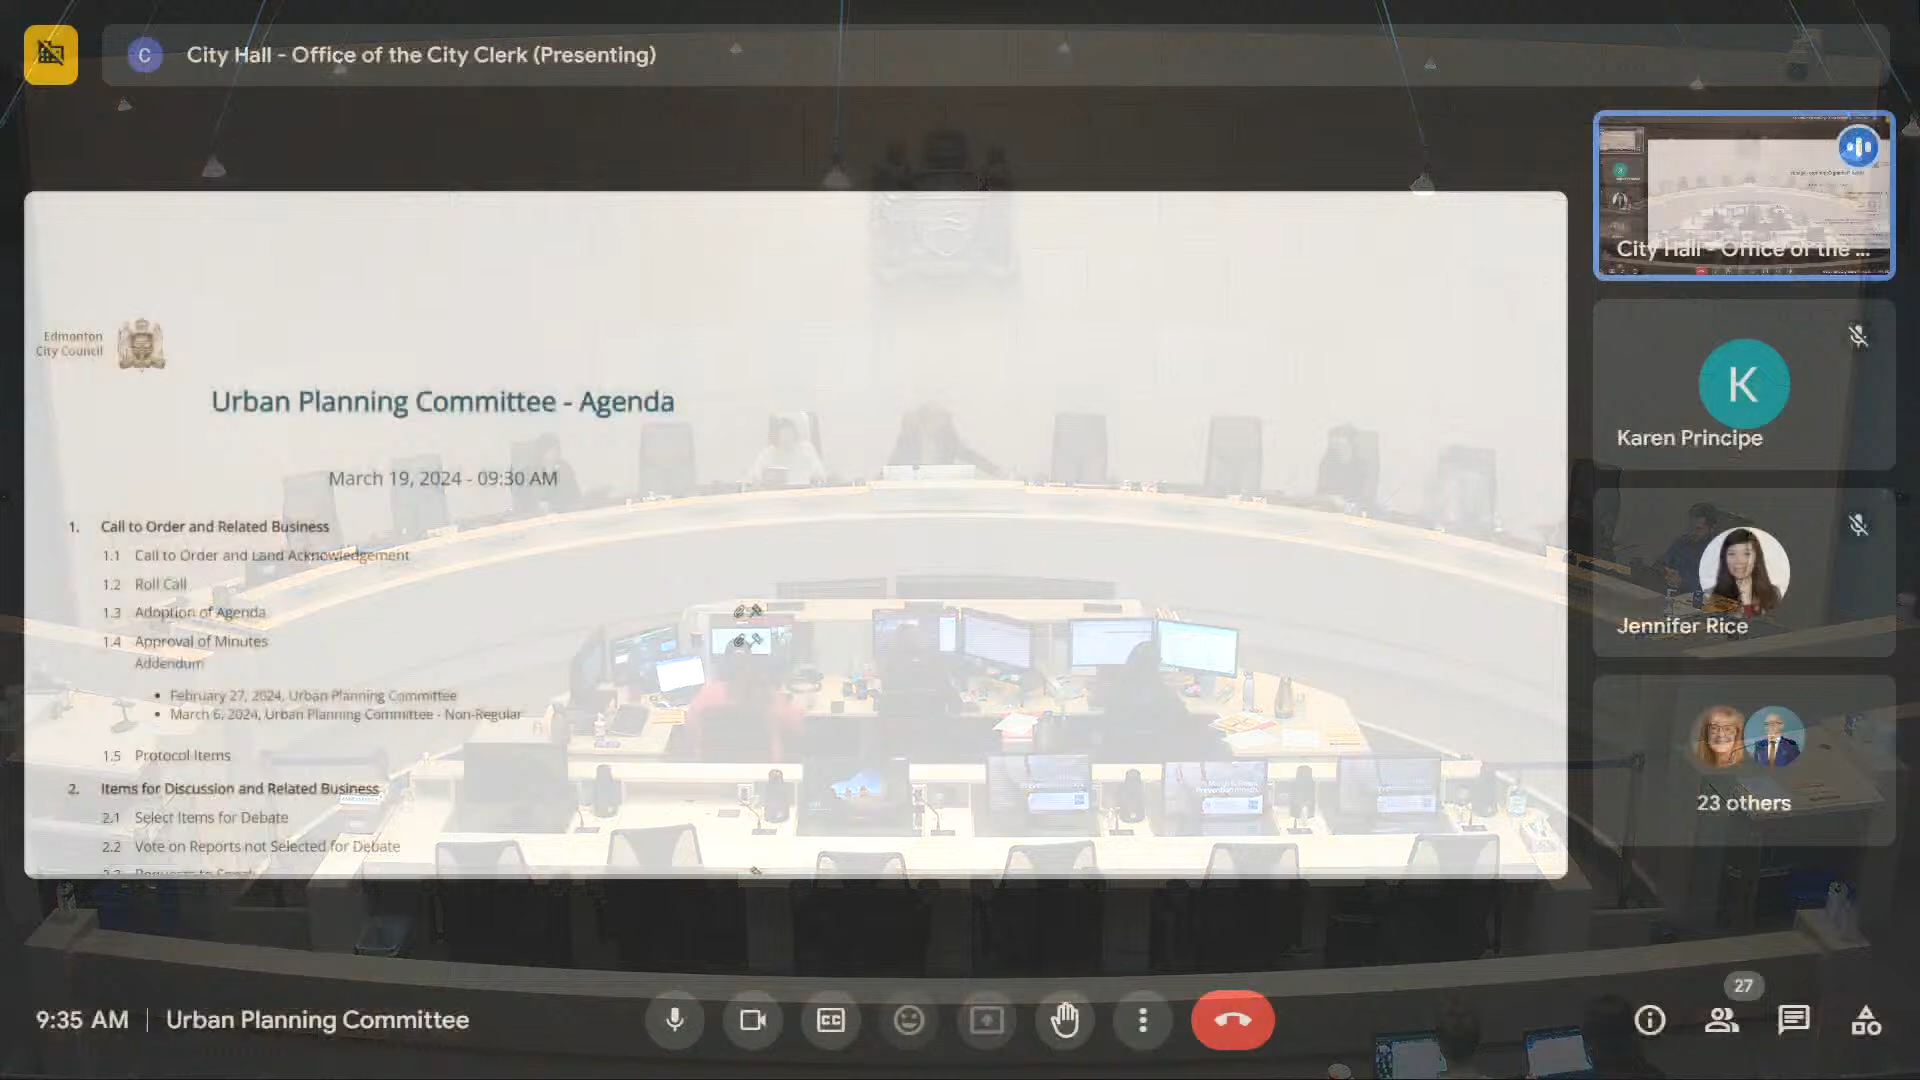 C City Hall - Office of the City Clerk (Presenting)
City Hall - Office of the ...
Edmonton
City Council
Urban Planning Committee - Agenda
March 19, 2024 - 09:30 AM
1. Call to Order and Related Business
1.1 Call to Order and Land Acknowledgement
1.2 Roll Call
1.3 Adoption of Agenda
1.4 Approval of Minutes
Addendum
• February 27, 2024, Urban Planning Committee
• March 6, 2024, Urban Planning Committee - Non-Regular
1.5 Protocol Items
2. Items for Discussion and Related Business
2.1 Select Items for Debate
2.2 Vote on Reports not Selected for Debate
K
Karen Principe
Jennifer Rice
23 others
9:35 AM | Urban Planning Committee
CC
27